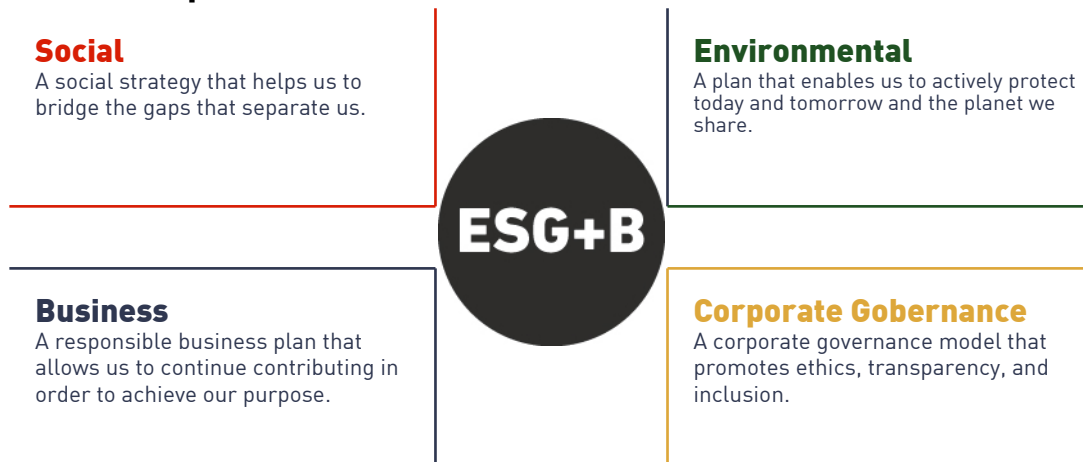 Social
A social strategy that helps us to
bridge the gaps that separate us.
Environmental
A plan that enables us to actively protect
today and tomorrow and the planet we
share.
ESG+B
Business
A responsible business plan that
allows us to continue contributing in
order to achieve our purpose.
Corporate Gobernance
A corporate governance model that
promotes ethics, transparency, and
inclusion.